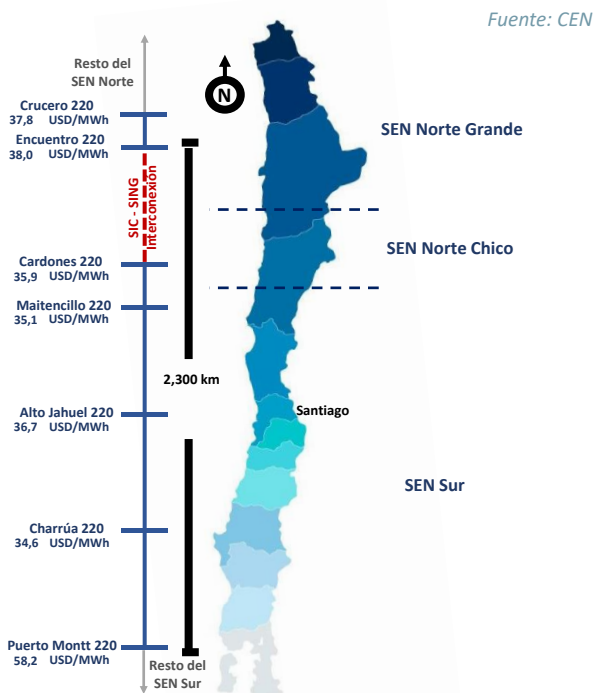 Fuente: CEN
Resto del
SEN Norte
N
Crucero 220
37,8 USD/MWh
Encuentro 220
38,0 USD/MWh
SEN Norte Grande
SIC - SING
Interconexión
SEN Norte Chico
Cardones 220
35,9 USD/MWh
Maitencillo 220
35,1 USD/MWh
2,300 km
Alto Jahuel 220
36,7 USD/MWh
Santiago
SEN Sur
Charrúa 220
34,6 USD/MWh
Puerto Montt 220
58,2 USD/MWh
Resto del
SEN Sur